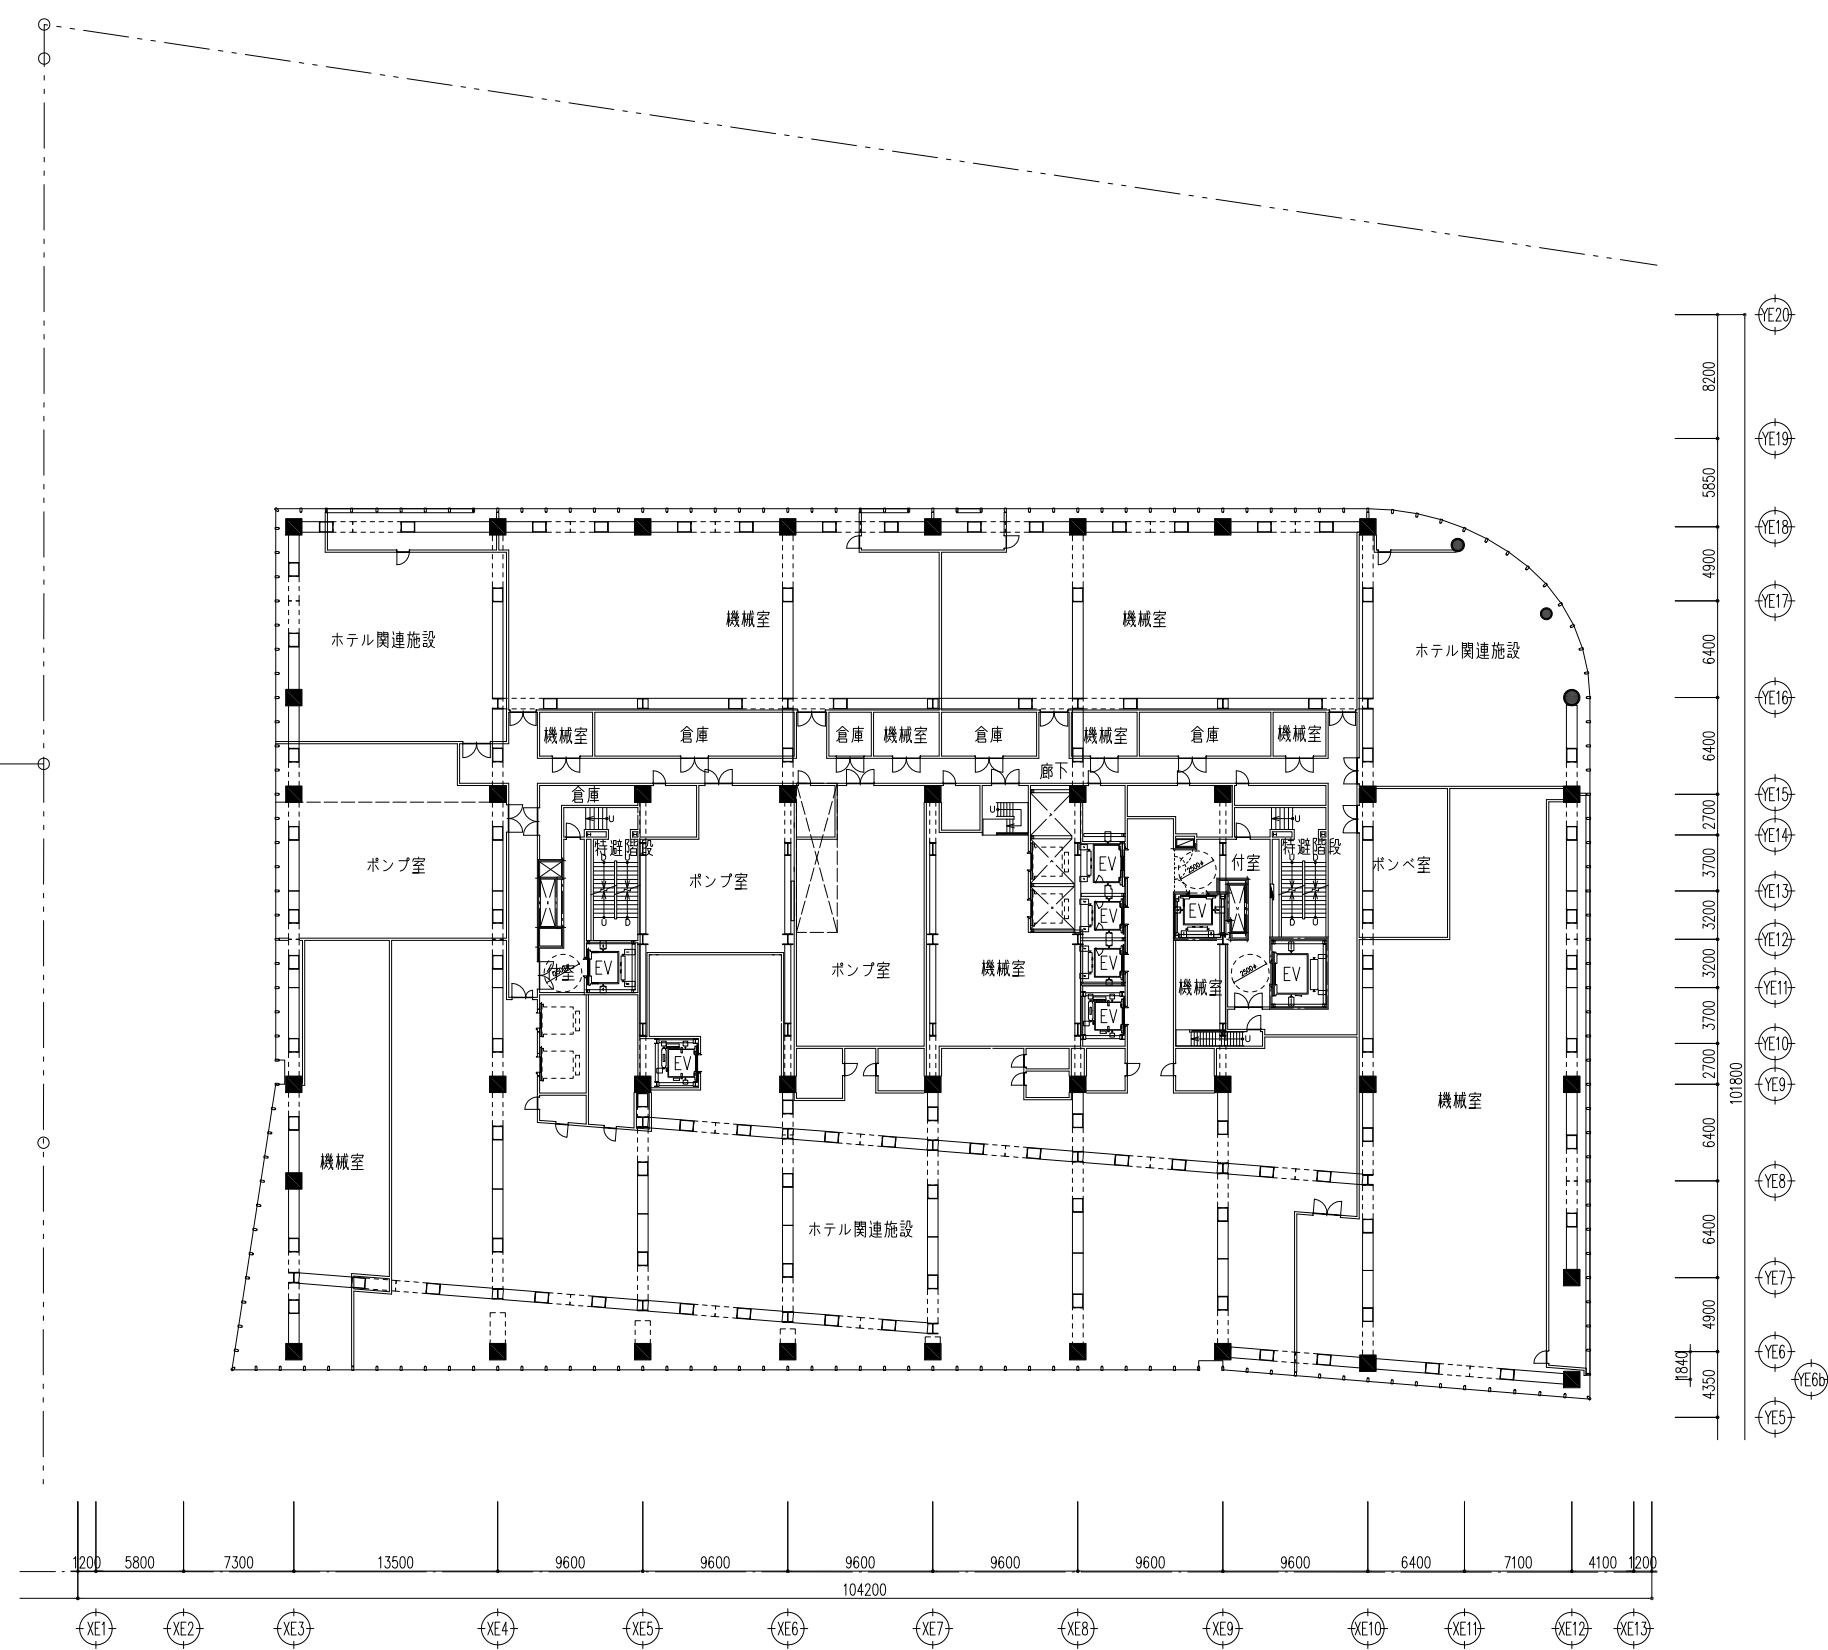 YE20
8200
YE19
5850
YE18
4900
YE17
機械室
機械室
ホテル関連施設
ホテル関連施設
6400
YE16
機械室
倉庫
倉庫
機械室
倉庫
機械室
倉庫
機械室
6400
廊下
倉庫
YE15
2700
U
U
U
YE14
特避階段
特避階段
ポンプ室
ポンプ室
EV
2500φ
付室
ボンベ室
3700
YE13
EV
EV
3200
YE12
ポンプ室
機械室
EV
EV
2500φ
EV
3200
機械室
YE11
EV
3700
U
YE10
EV
2700
YE9
101800
機械室
6400
機械室
YE8
ホテル関連施設
6400
YE7
4900
YE6
1840
YE6b
4350
YE5
1200
5800
7300
13500
9600
9600
9600
9600
9600
9600
6400
7100
4100
1200
104200
XE1
XE2
XE3
XE4
XE5
XE6
XE7
XE8
XE9
XE10
XE11
XE12
XE13